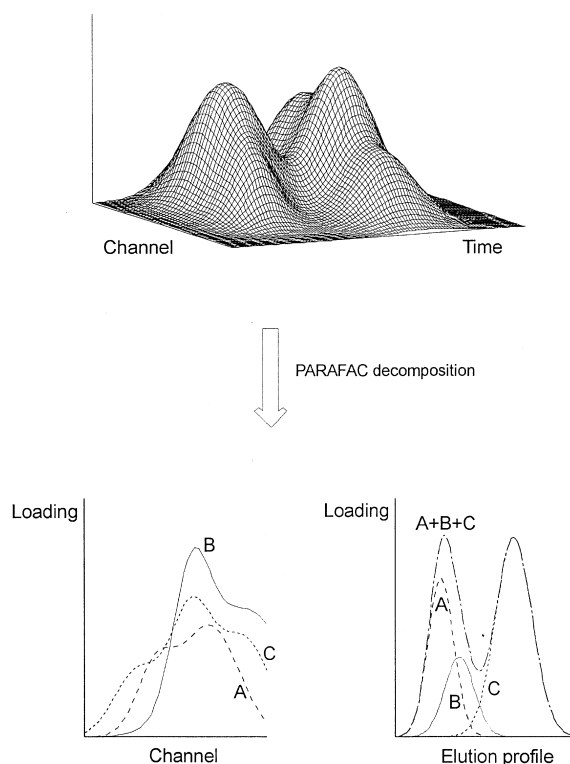 Channel
Time
PARAFAC decomposition
Loading
B
C
A
Channel
Loading
A+B+C
A
B
C
Elution profile